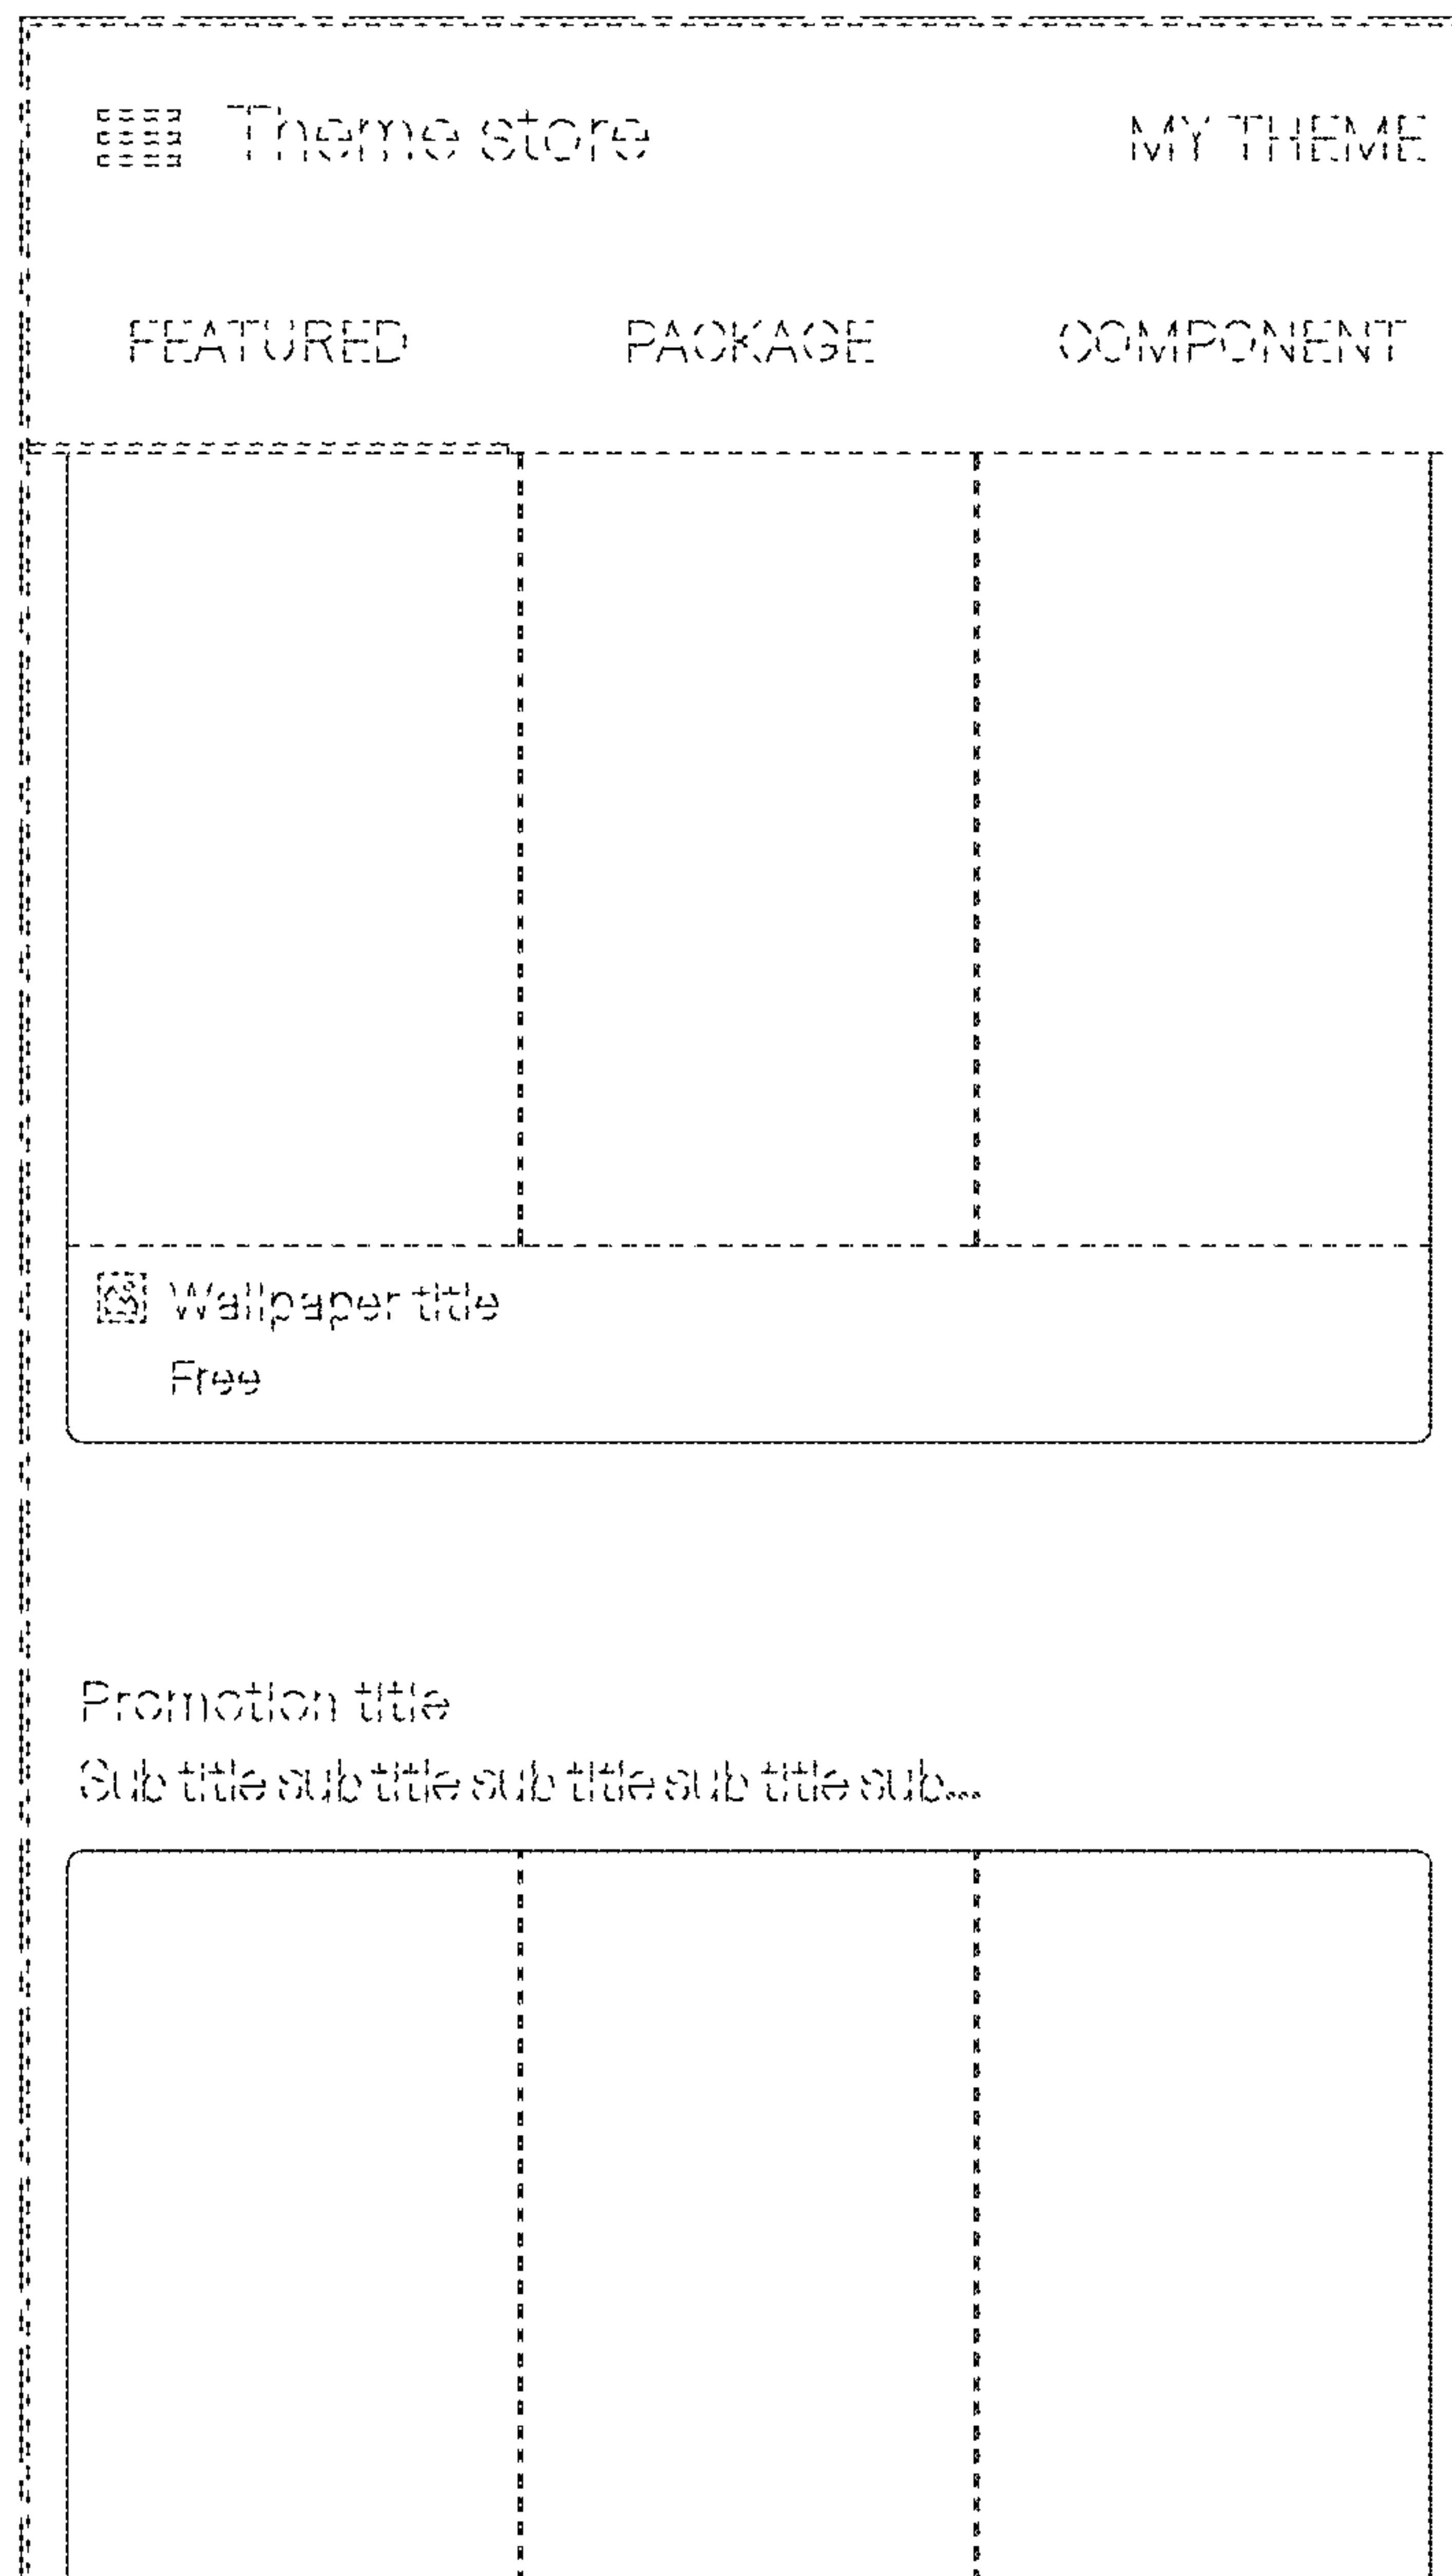 Theme store
MY THEME
FEATURED
PACKAGE
COMPONENT
Wallpaper title
Free
Promotion title
Sub title sub title sub title sub title sub...